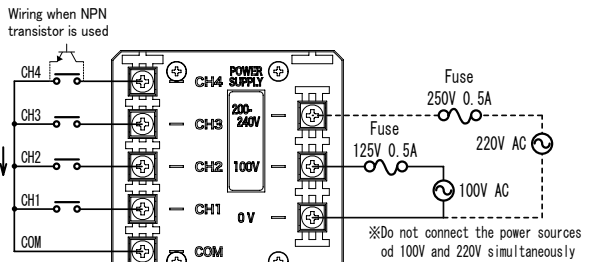 Wiring when NPN
transistor is used
CH4
CH3
CH2
CH1
COM
CH4
CH3
CH2
CH1
COM
POWER
SUPPLY
200-
240V
100V
0 V
Fuse
250V 0.5A
Fuse
125V 0.5A
220V AC
100V AC
※Do not connect the power sources
od 100V and 220V simultaneously